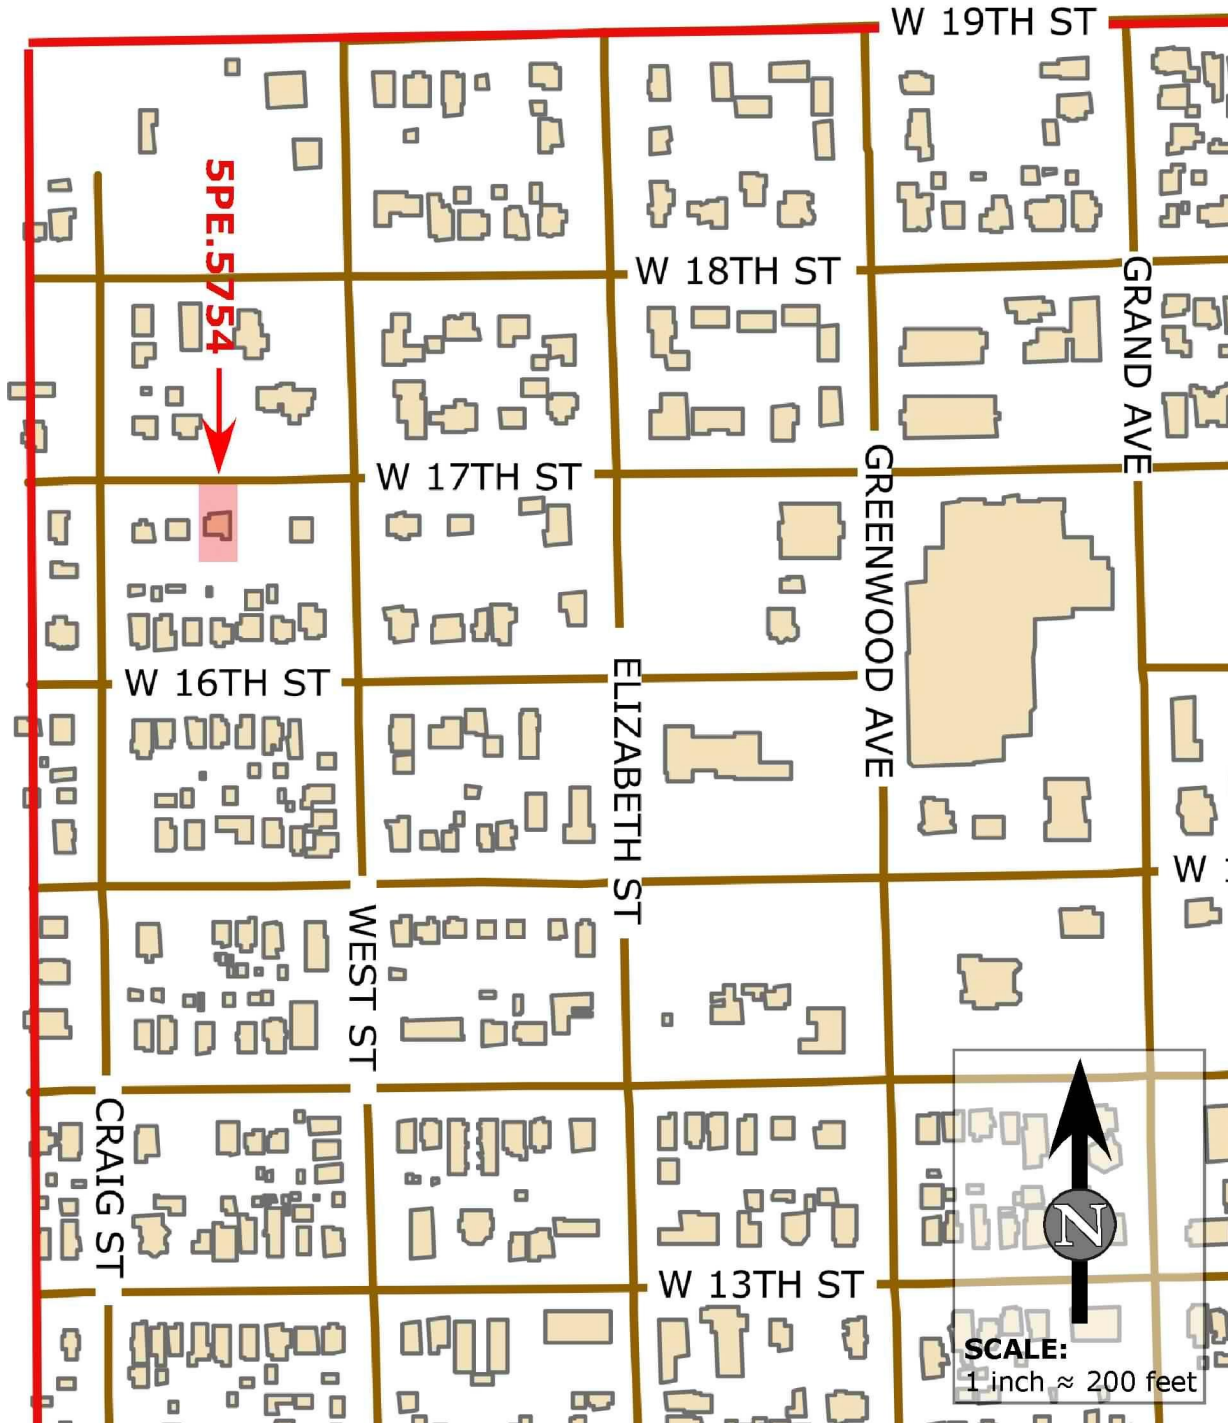 W 19TH ST
5PE.5754
W 18TH ST
GRAND AVE
W 17TH ST
GREENWOOD AVE
W 16TH ST
ELIZABETH ST
W
WEST ST
CRAIG ST
N
W 13TH ST
SCALE:
1 inch ≈ 200 feet